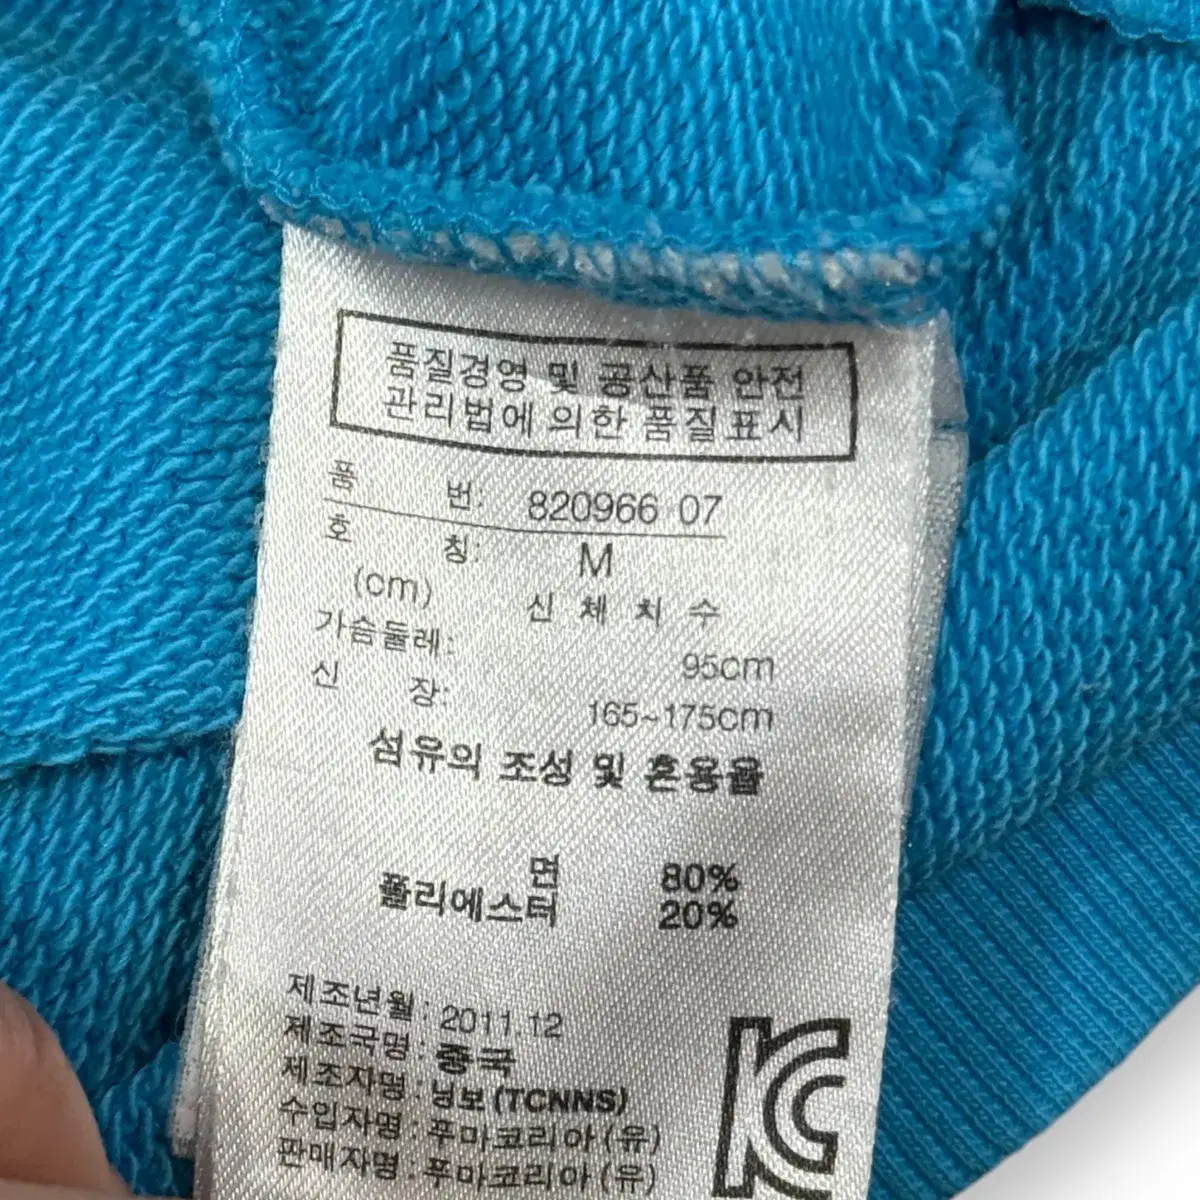 품질경영 및 공산품 안전
관리법에 의한 품질표시
품 번: 820966 07
호 칭: M
(cm) 신 체 치 수
가슴둘레: 95cm
신 장: 165~175cm
섬유의 조성 및 혼용율
면 80%
폴리에스터 20%
제조년월 : 2011.12
제조국명 : 중국
제조자명 : 닝보 (TCNNS)
수입자명 : 푸마코리아 (유)
판매자명 : 푸마코리아 (유)
KC